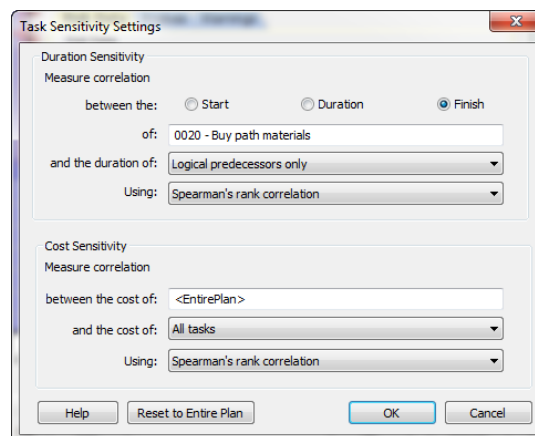 Task Sensitivity Settings
Duration Sensitivity
Measure correlation
between the: Start Duration Finish
of: 0020 - Buy path materials
and the duration of: Logical predecessors only
Using: Spearman's rank correlation
Cost Sensitivity
Measure correlation
between the cost of: <EntirePlan>
and the cost of: All tasks
Using: Spearman's rank correlation
Help Reset to Entire Plan OK Cancel